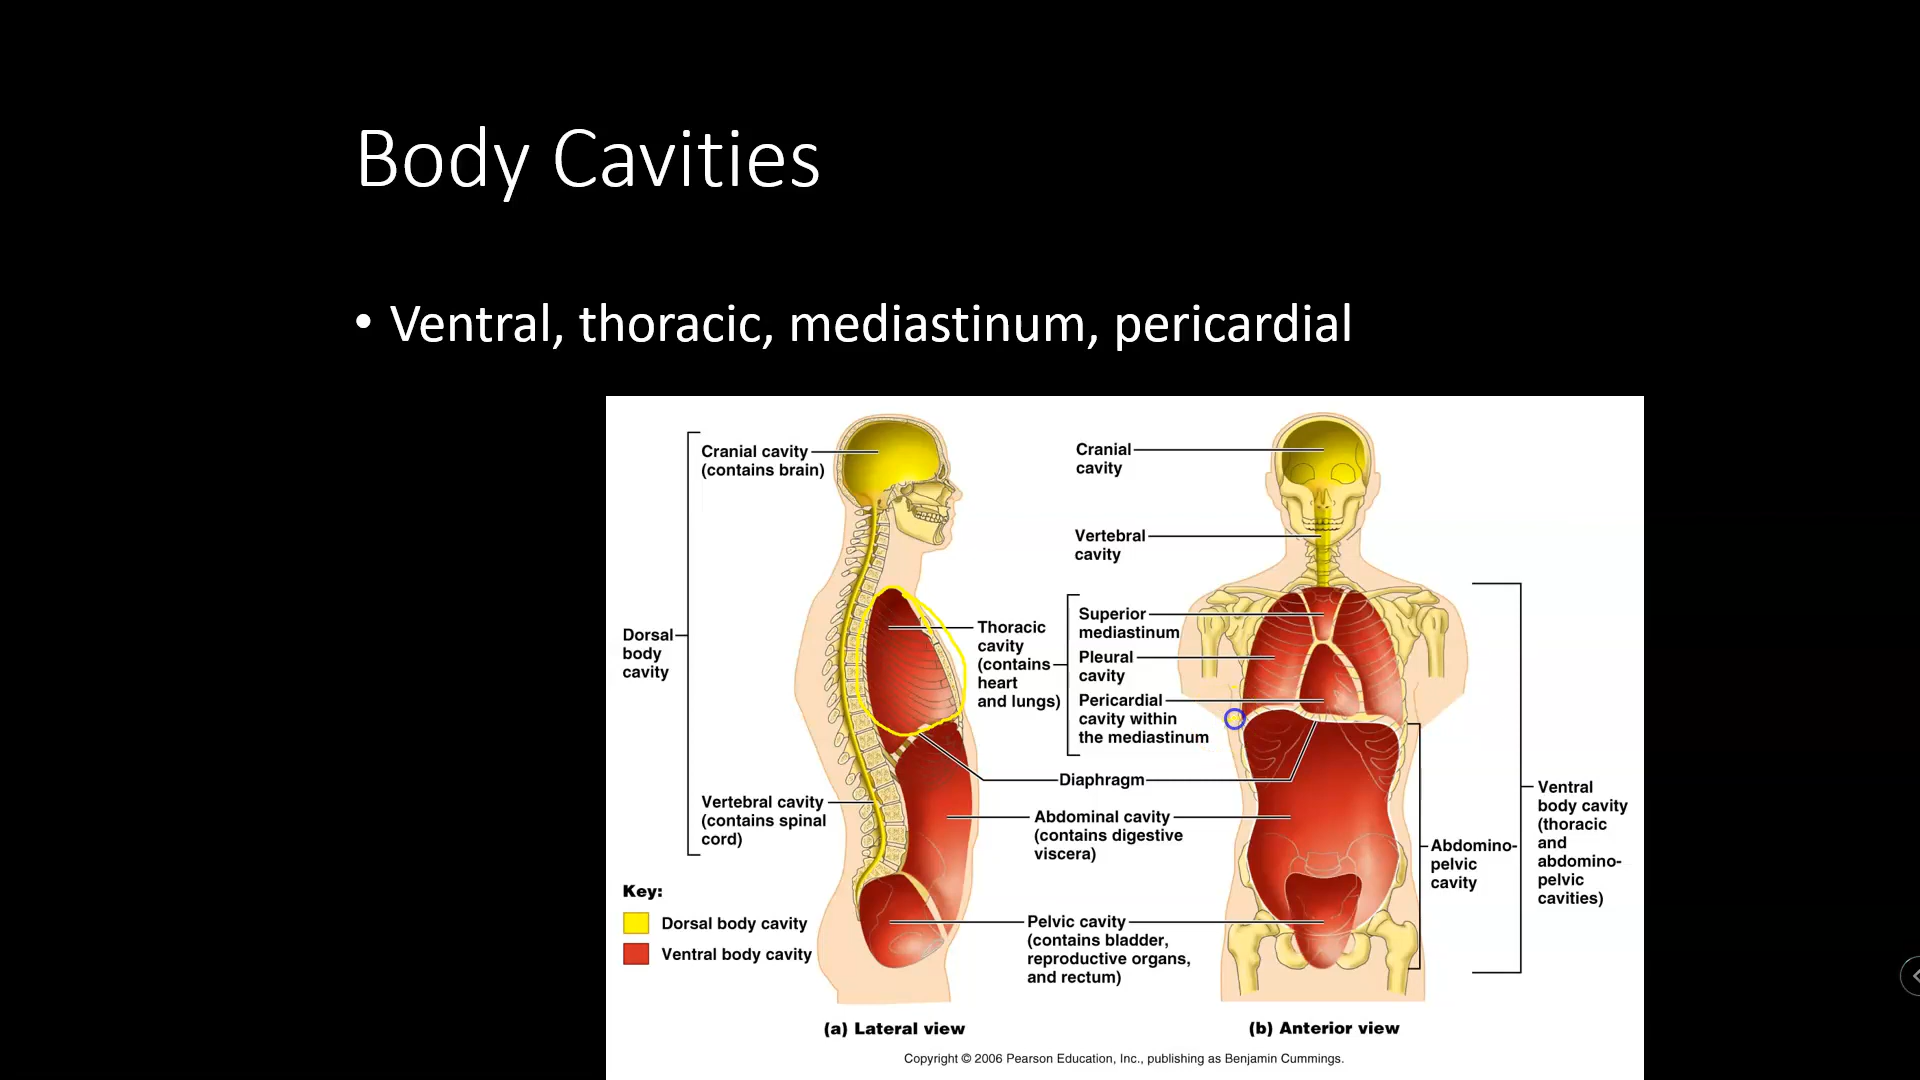 Body Cavities
• Ventral, thoracic, mediastinum, pericardial
Cranial cavity
(contains brain)
Dorsal
body
cavity
Vertebral cavity
(contains spinal
cord)
Key:
Dorsal body cavity
Ventral body cavity
Thoracic
cavity
(contains
heart
and lungs)
Cranial
cavity
Vertebral
cavity
Superior
mediastinum
Pleural
cavity
Pericardial
cavity within
the mediastinum
Diaphragm
Abdominal cavity
(contains digestive
viscera)
Pelvic cavity
(contains bladder,
reproductive organs,
and rectum)
Abdomino-
pelvic
cavity
Ventral
body cavity
(thoracic
and
abdomino-
pelvic
cavities)
(a) Lateral view
(b) Anterior view
Copyright © 2006 Pearson Education, Inc., publishing as Benjamin Cummings.